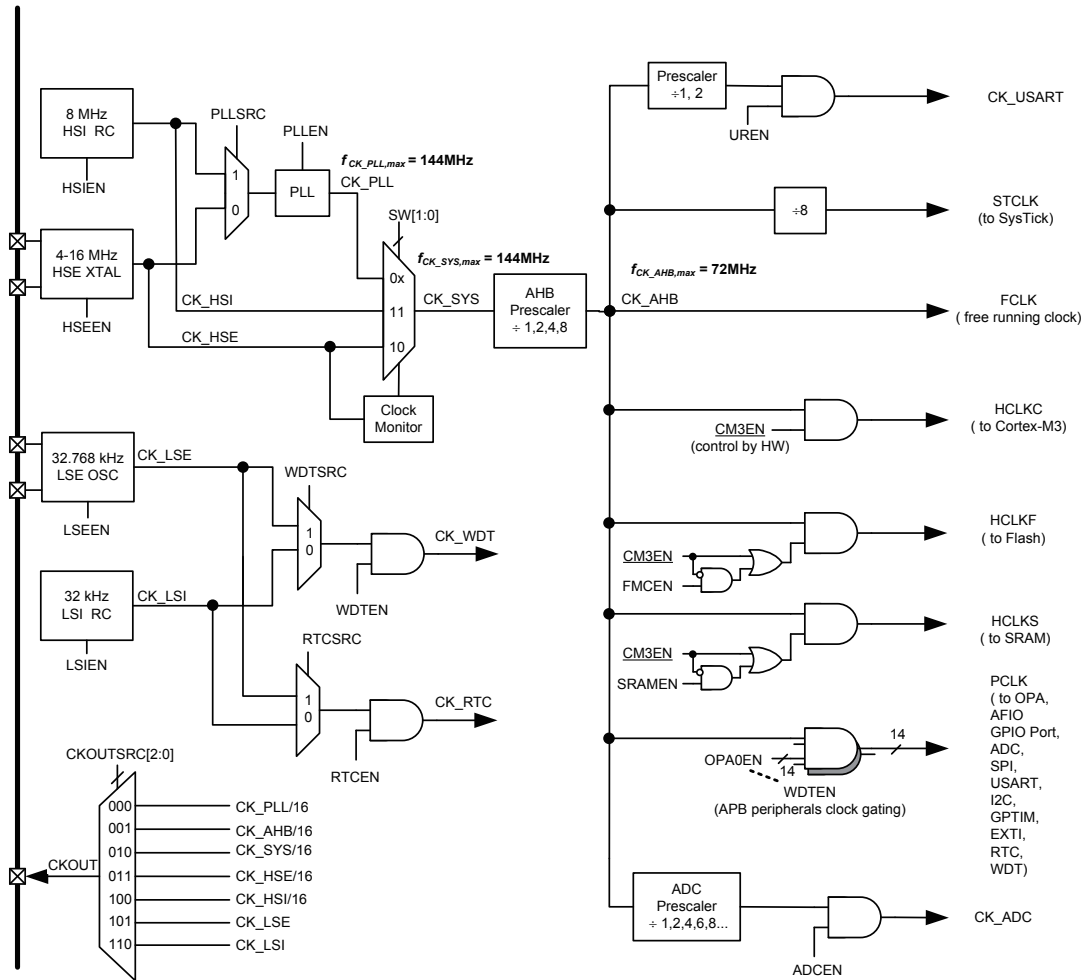 8 MHz
HSI RC
HSIEN
PLLSRC
1
0
PLLEN
PLL
fCK_PLL,max = 144MHz
CK_PLL
4-16 MHz
HSE XTAL
HSEEN
CK_HSI
CK_HSE
SW[1:0]
0x
11
10
fCK_SYS,max = 144MHz
CK_SYS
Clock
Monitor
AHB
Prescaler
÷ 1,2,4,8
fCK_AHB,max = 72MHz
CK_AHB
32.768 kHz
LSE OSC
LSEEN
CK_LSE
WDTSRC
1
0
CK_WDT
WDTEN
32 kHz
LSI RC
LSIEN
CK_LSI
RTCSRC
1
0
CK_RTC
RTCEN
CKOUTSRC[2:0]
CKOUT
000 CK_PLL/16
001 CK_AHB/16
010 CK_SYS/16
011 CK_HSE/16
100 CK_HSI/16
101 CK_LSE
110 CK_LSI
Prescaler
÷1, 2
UREN
CK_USART
÷8
STCLK
(to SysTick)
FCLK
( free running clock)
CM3EN
(control by HW)
HCLKC
( to Cortex-M3)
CM3EN
FMCEN
HCLKF
( to Flash)
CM3EN
SRAMEN
HCLKS
( to SRAM)
OPA0EN
14
WDTEN
(APB peripherals clock gating)
14
PCLK
( to OPA,
AFIO
GPIO Port,
ADC,
SPI,
USART,
I2C,
GPTIM,
EXTI,
RTC,
WDT)
ADC
Prescaler
÷ 1,2,4,6,8...
ADCEN
CK_ADC